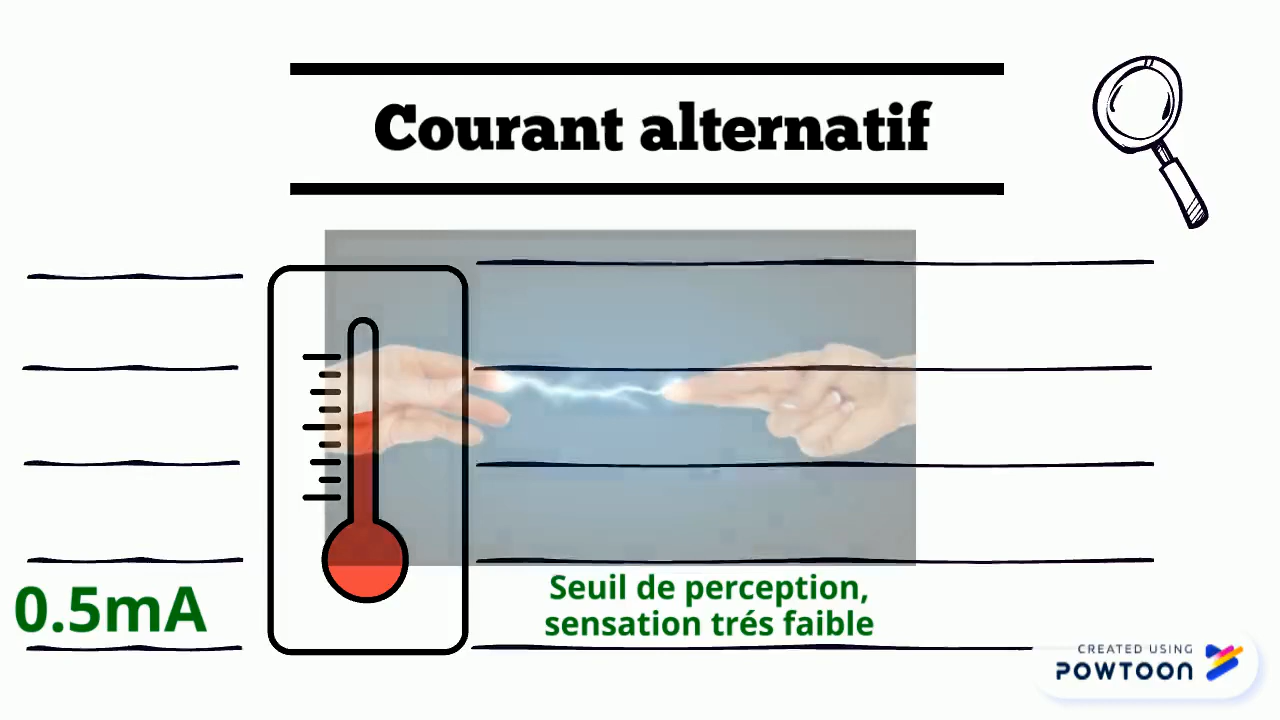 Courant alternatif
0.5mA
Seuil de perception,
sensation trés faible
CREATED USING
POWTOON